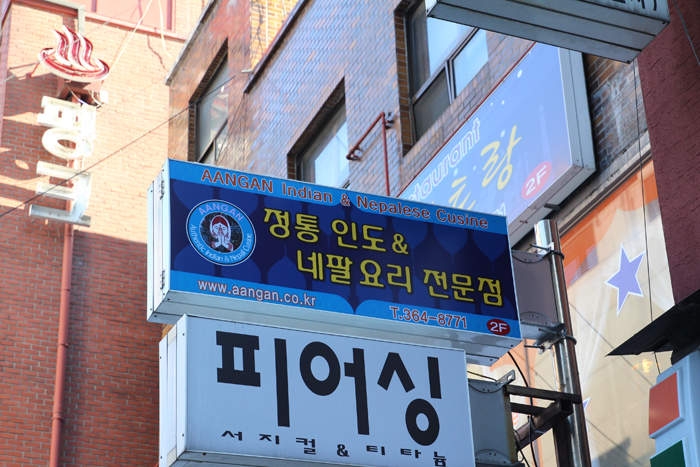 AANGAN Indian & Nepalese Cusine
AANGAN
Authentic Indian & Nepali Cusine
정통 인도&
네팔요리 전문점
www.aangan.co.kr
T.364-8771
2F
피어싱
서지컬 & 티타늄
2F